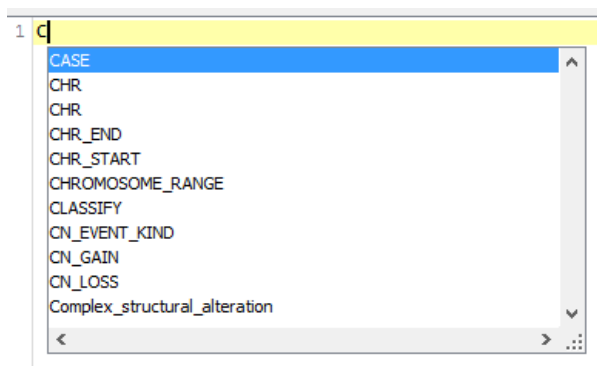 1 C
CASE
CHR
CHR
CHR_END
CHR_START
CHROMOSOME_RANGE
CLASSIFY
CN_EVENT_KIND
CN_GAIN
CN_LOSS
Complex_structural_alteration